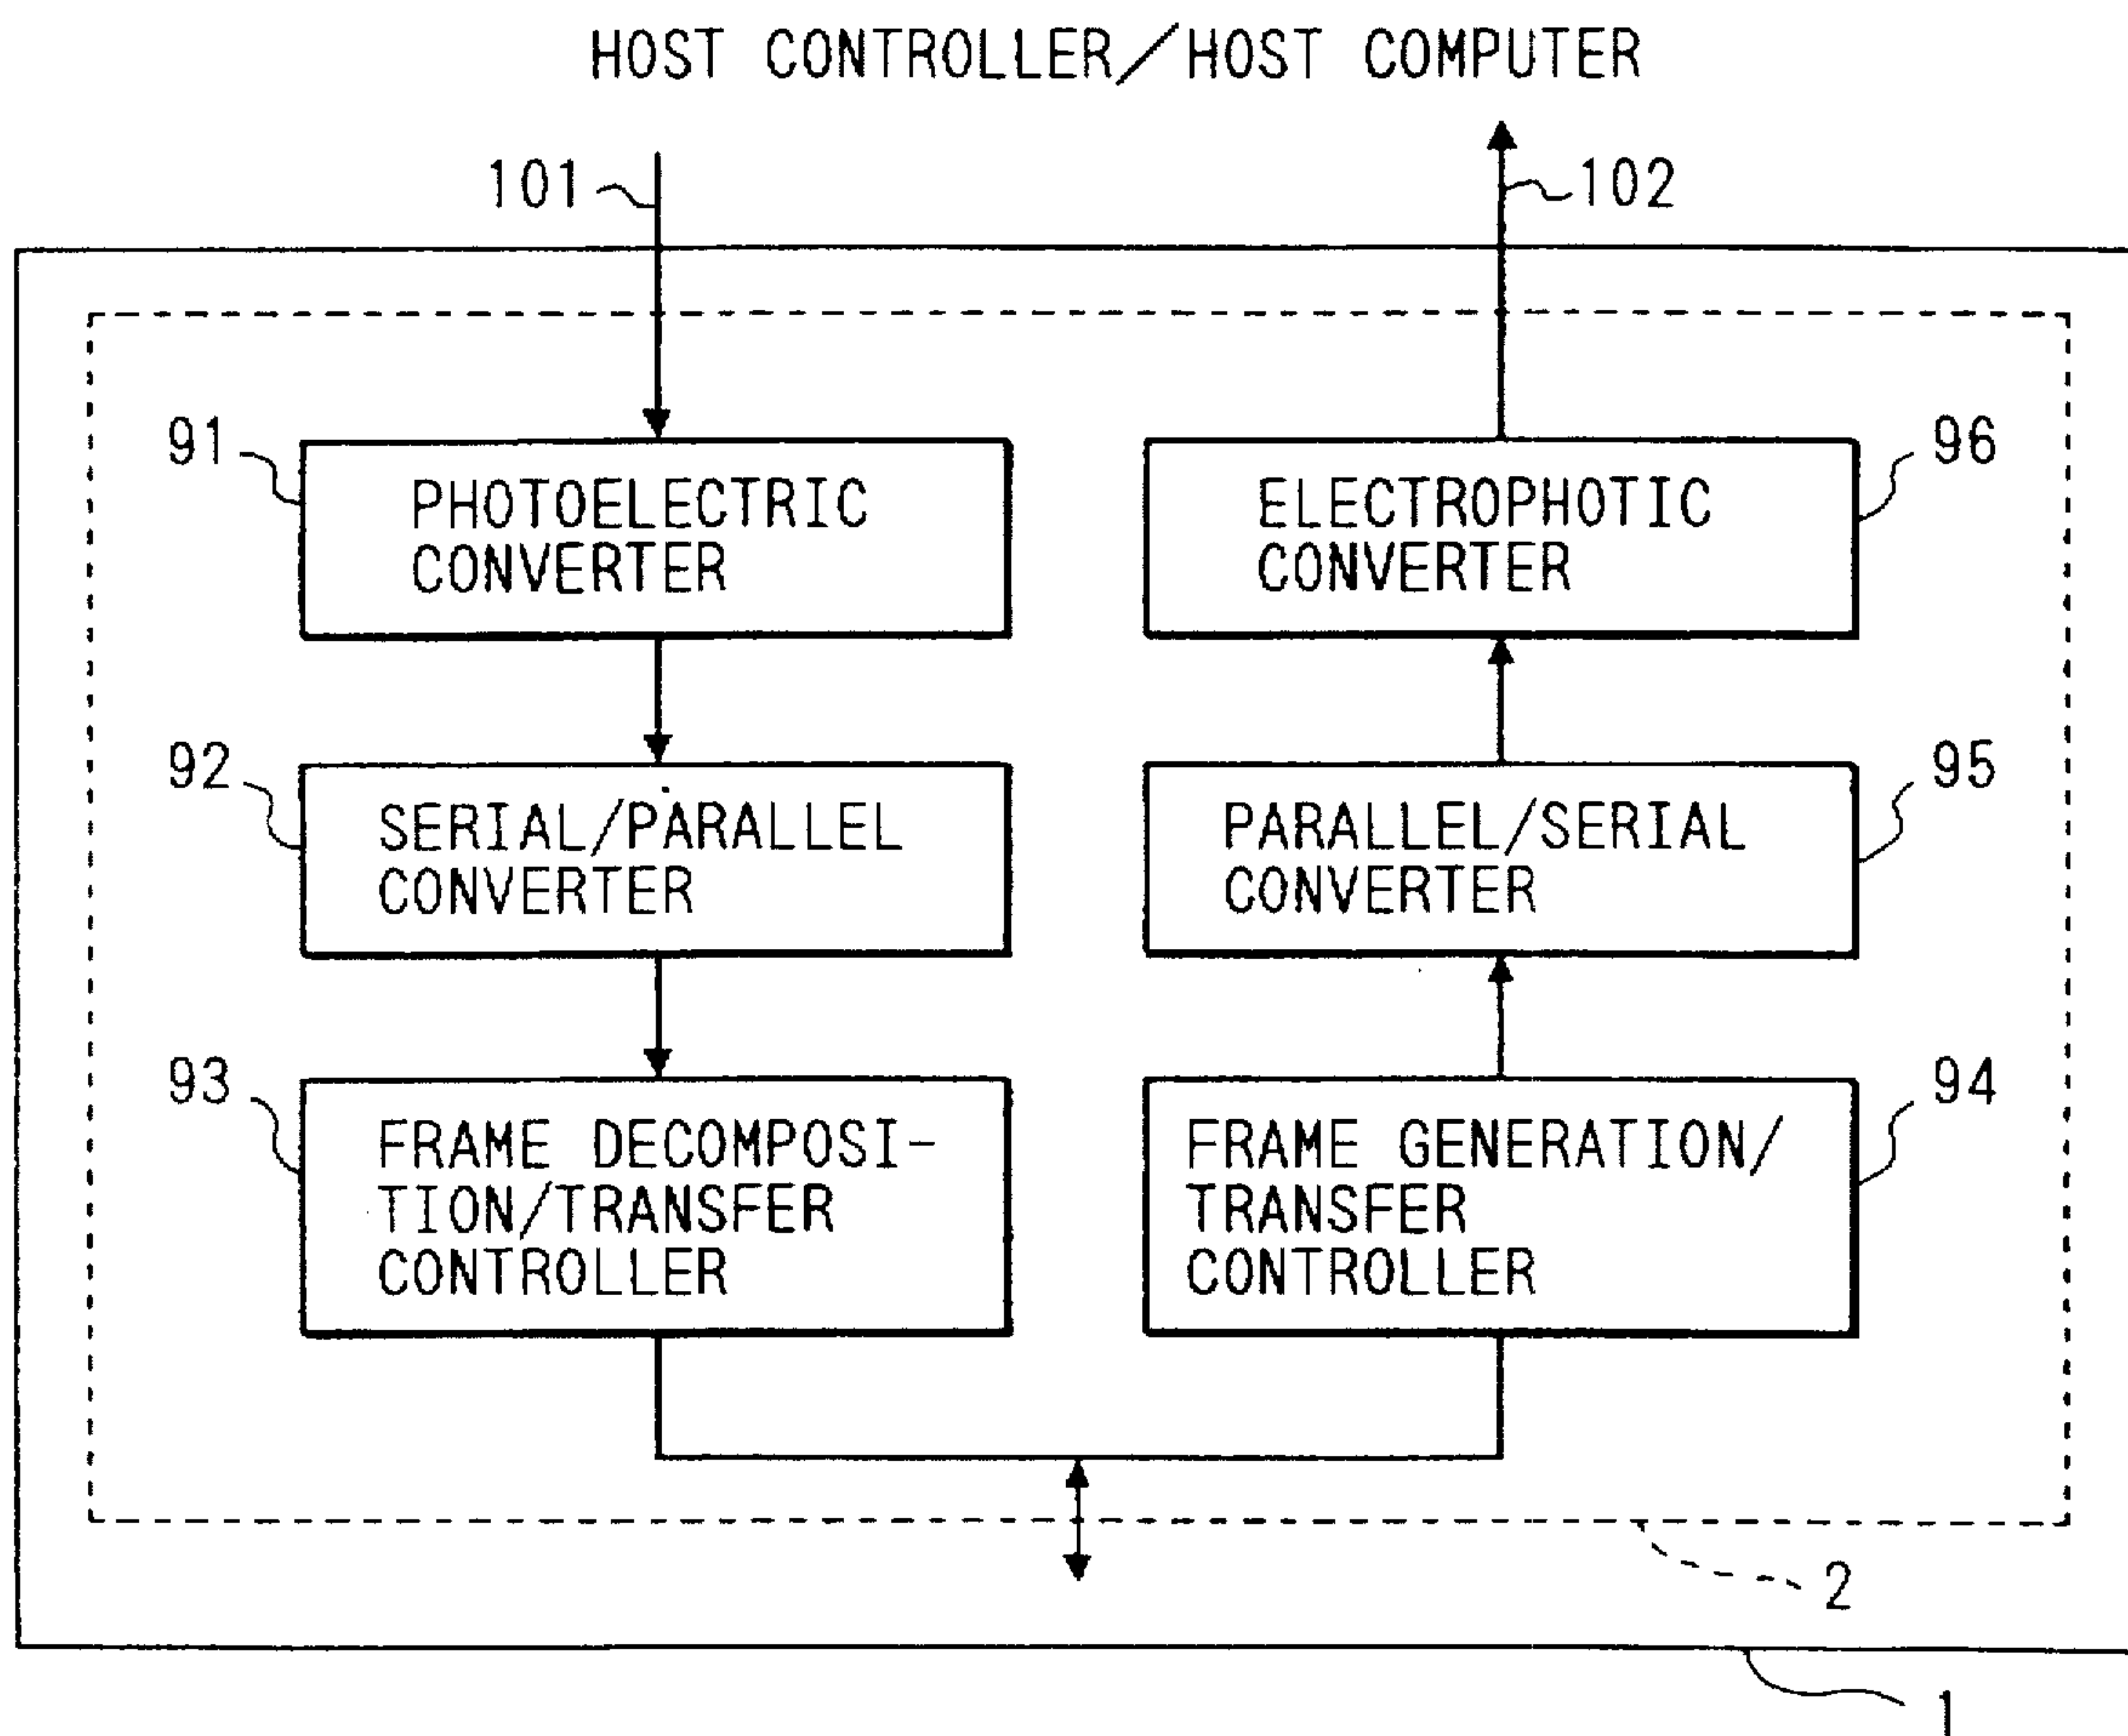 HOST CONTROLLER/HOST COMPUTER
101
102
91
PHOTOELECTRIC
CONVERTER
ELECTROPHOTIC
CONVERTER
96
92
SERIAL/PARALLEL
CONVERTER
PARALLEL/SERIAL
CONVERTER
95
93
FRAME DECOMPOSI-
TION/TRANSFER
CONTROLLER
FRAME GENERATION/
TRANSFER
CONTROLLER
94
2
1